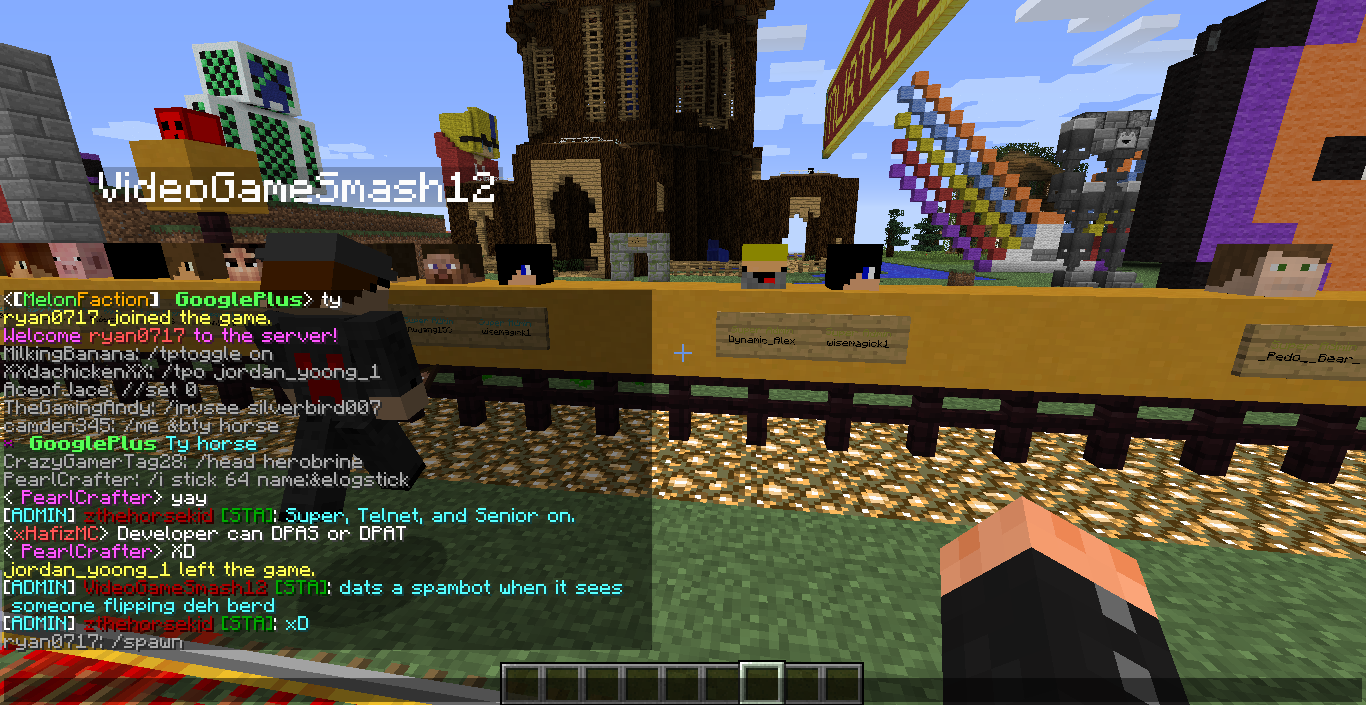 TURTLE
VideoGameSmash12
wisemagick1
Dynamic_Alex wisemagick1
_Pedo__Bear_
<[MelonFaction] GooglePlus> ty
ryan0717 joined the game.
Welcome ryan0717 to the server!
MilkingBanana: /tptoggle on
XXdachickenXX: /tpo jordan_yoong_1
AceofJace: //set 0
TheGamingAndy: /invsee silverbird007
camden345: /me &bty horse
* GooglePlus Ty horse
CrazyGamerTag28: /head herobrine
PearlCrafter: /i stick 64 name:&elogstick
< PearlCrafter> yay
[ADMIN] zthehorsekid [STA]: Super, Telnet, and Senior on.
<xHafizMC> Developer can DPAS or DPAT
< PearlCrafter> XD
jordan_yoong_1 left the game.
[ADMIN] VideoGameSmash12 [STA]: dats a spambot when it sees
someone flipping deh berd
[ADMIN] zthehorsekid [STA]: xD
ryan0717: /spawn